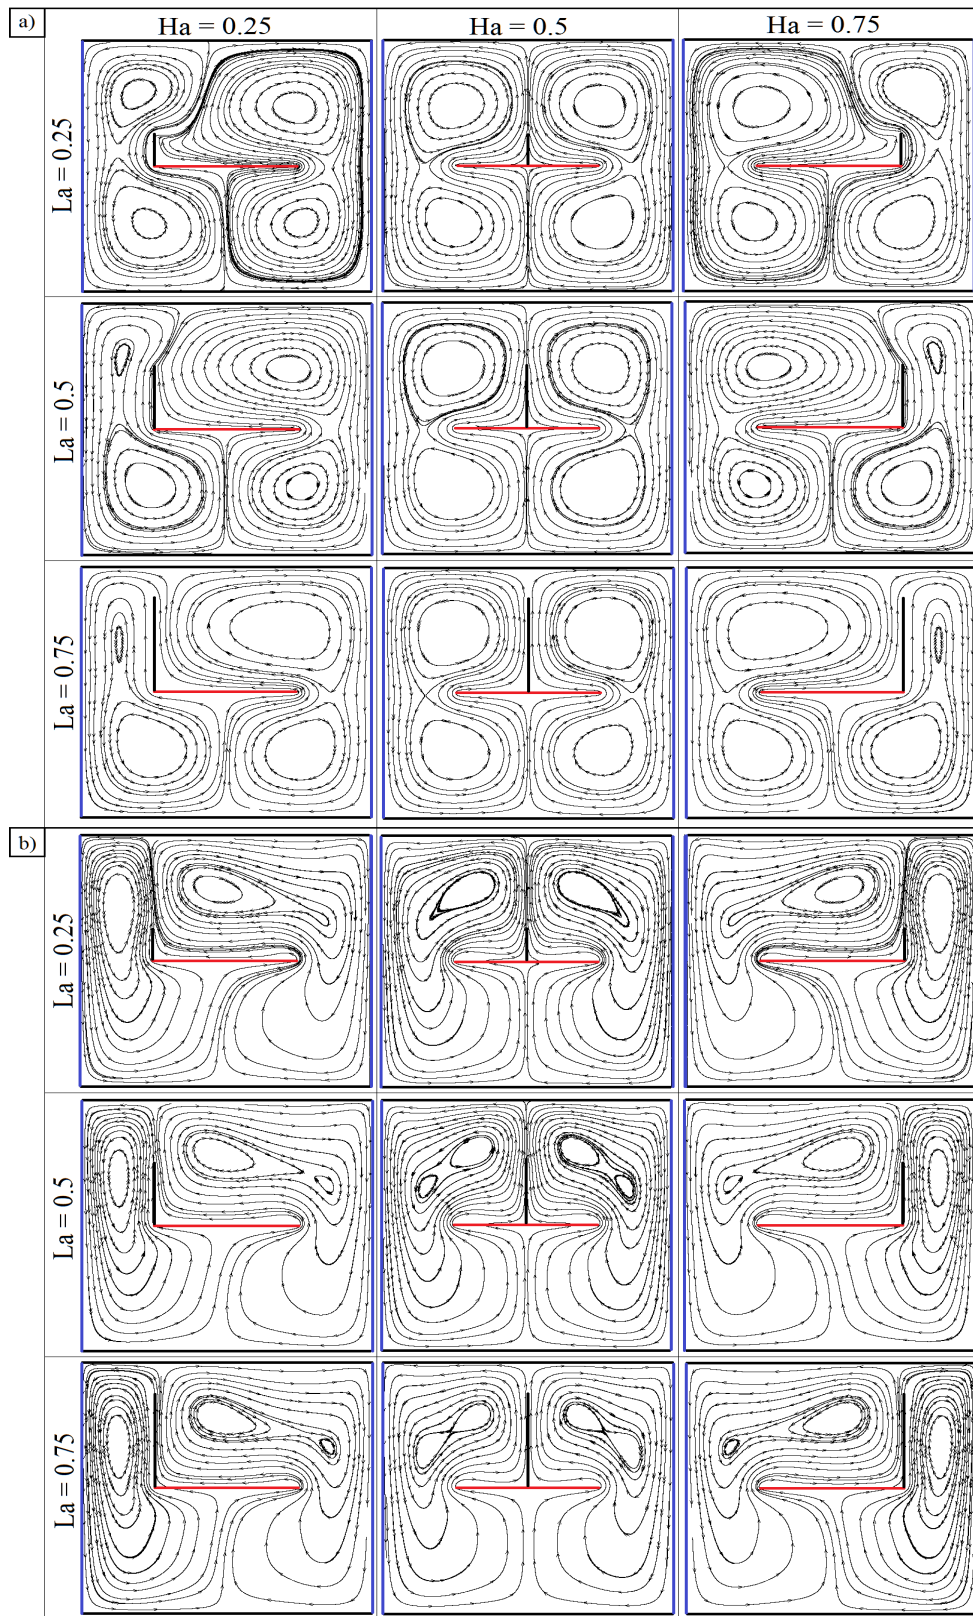 a)
Ha = 0.25
Ha = 0.5
Ha = 0.75
La = 0.25
La = 0.5
La = 0.75
b)
La = 0.25
La = 0.5
La = 0.75